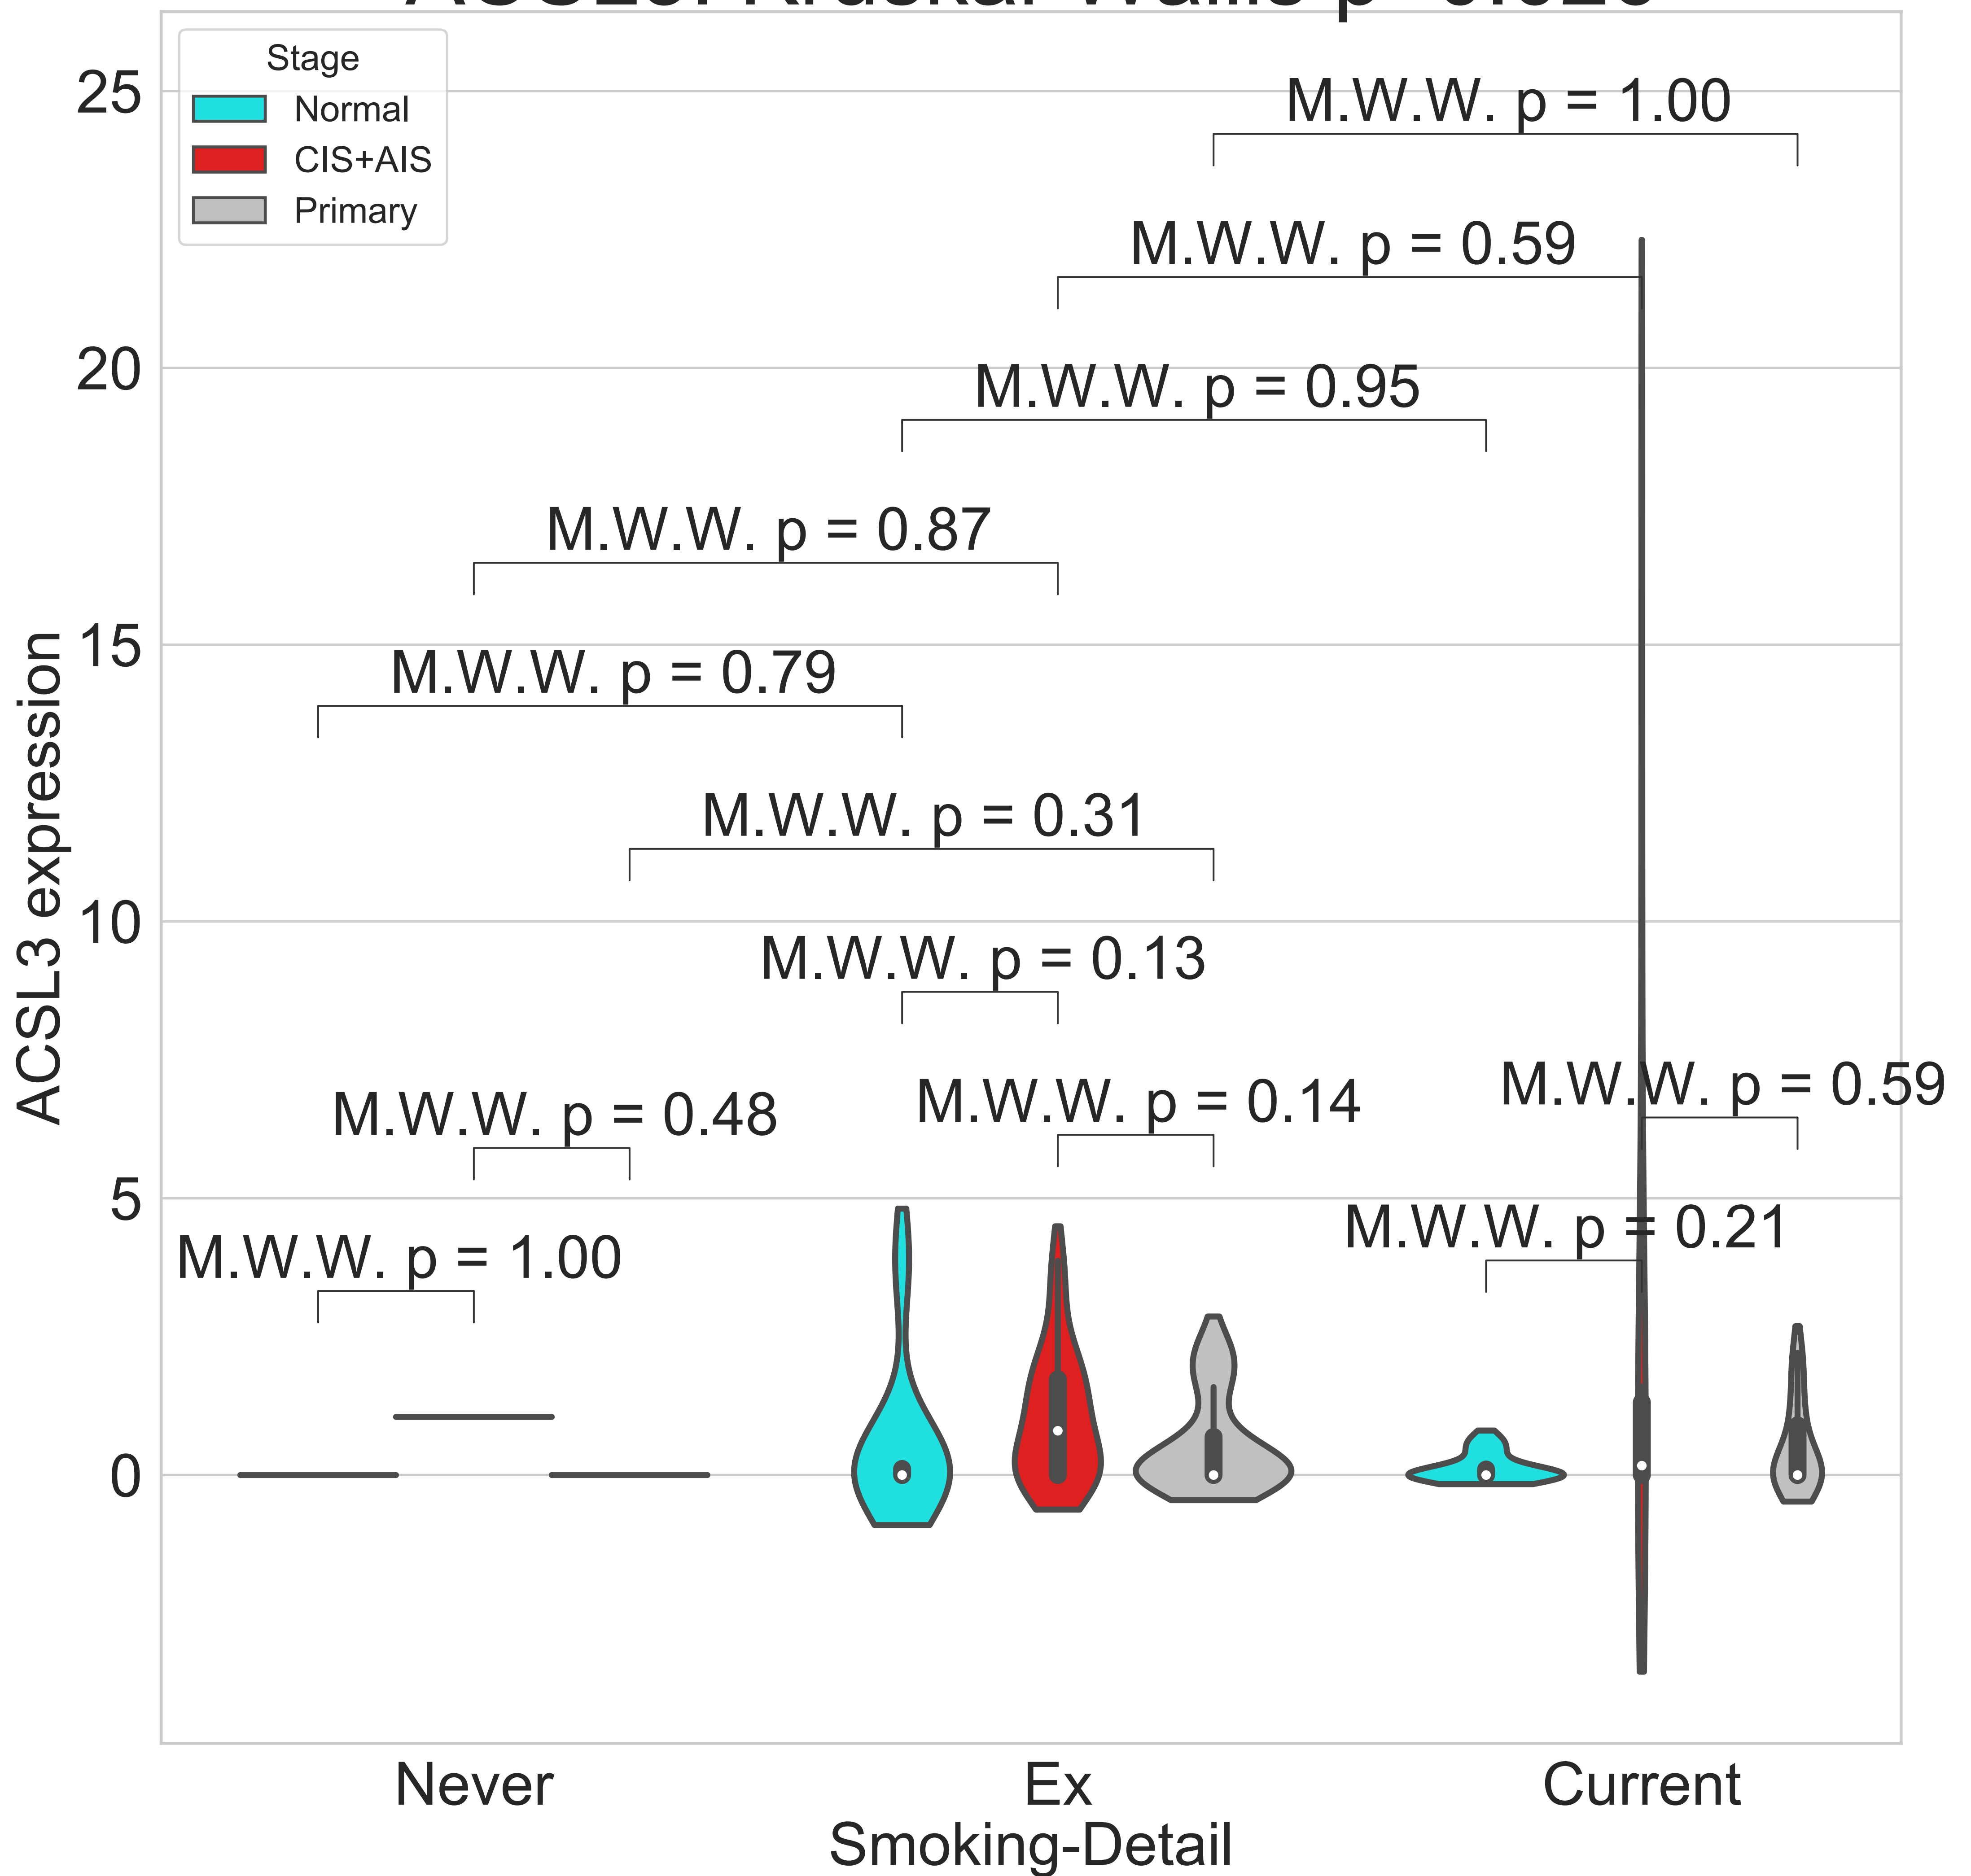 Stage
Normal
CIS+AIS
Primary
25
20
15
10
5
0
ACSL3 expression
M.W.W. p = 1.00
M.W.W. p = 0.59
M.W.W. p = 0.95
M.W.W. p = 0.87
M.W.W. p = 0.79
M.W.W. p = 0.31
M.W.W. p = 0.13
M.W.W. p = 0.59
M.W.W. p = 0.14
M.W.W. p = 0.48
M.W.W. p = 0.21
M.W.W. p = 1.00
Never
Ex
Current
Smoking-Detail